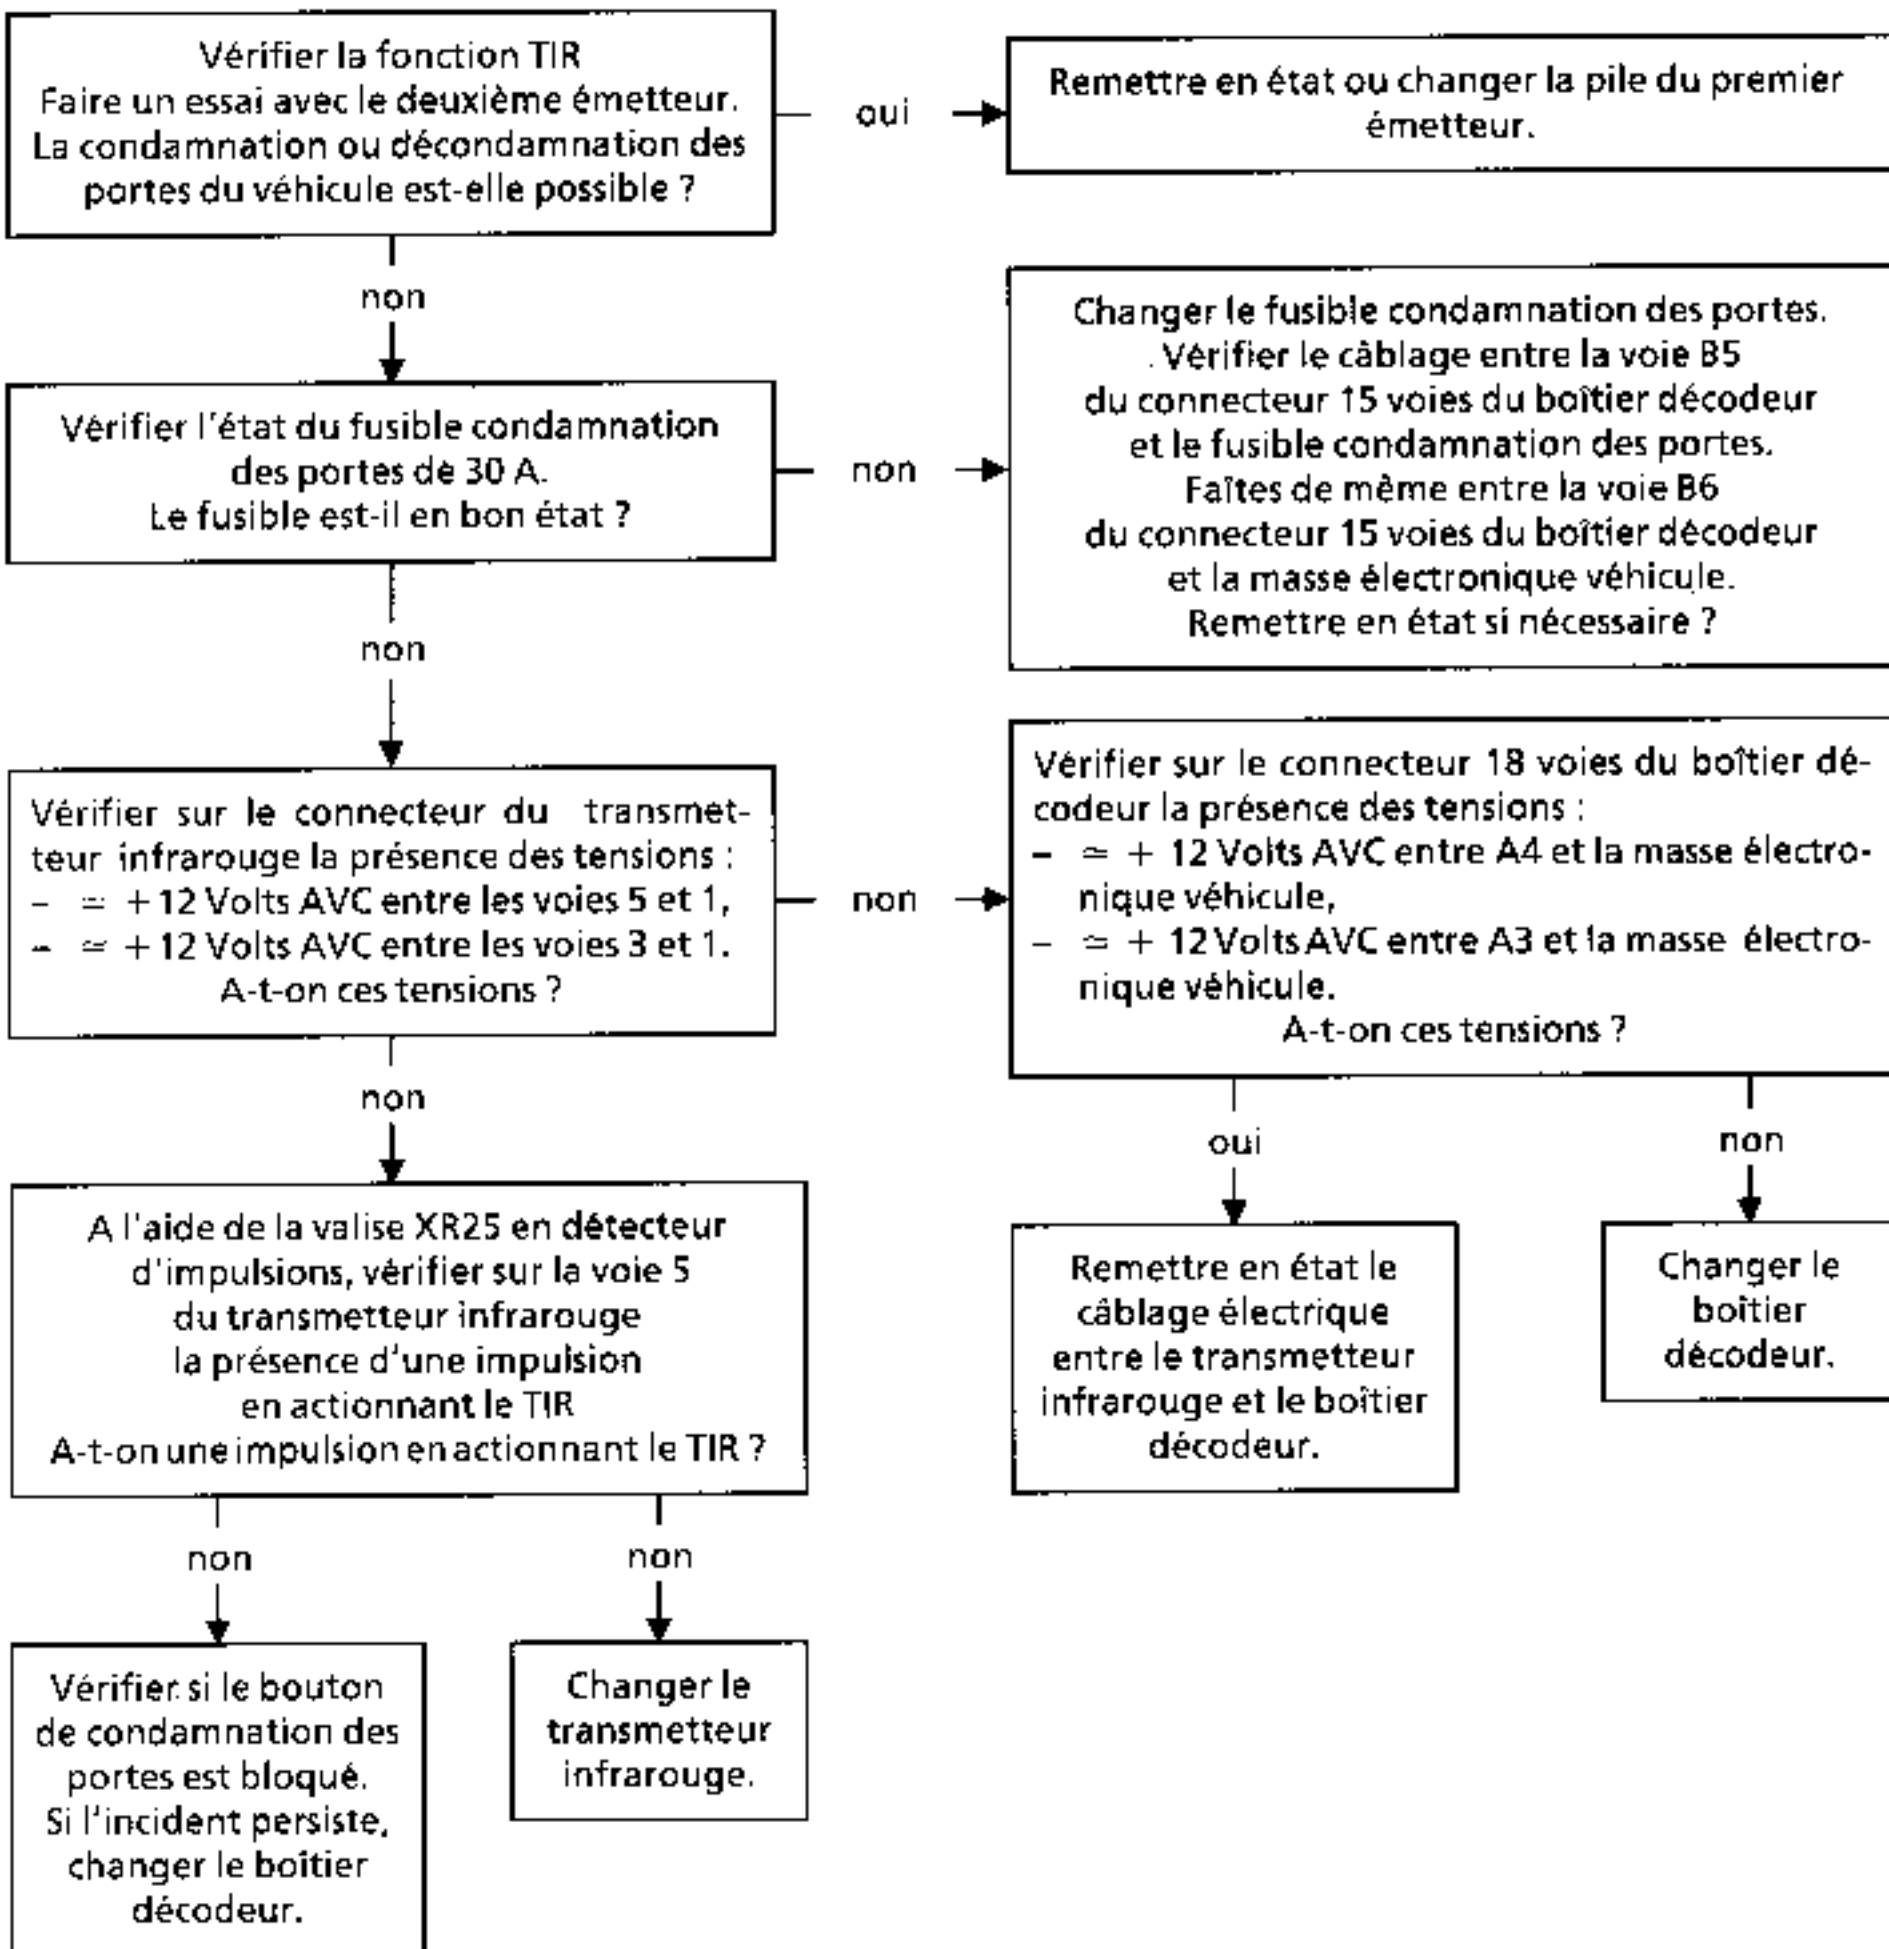 Vérifier la fonction TIR
Faire un essai avec le deuxième émetteur.
La condamnation ou décondamnation des
portes du véhicule est-elle possible ?
oui
Remettre en état ou changer la pile du premier
émetteur.
non
Vérifier l'état du fusible condamnation
des portes de 30 A.
Le fusible est-il en bon état ?
non
Changer le fusible condamnation des portes.
. Vérifier le câblage entre la voie B5
du connecteur 15 voies du boîtier décodeur
et le fusible condamnation des portes.
Faîtes de même entre la voie B6
du connecteur 15 voies du boîtier décodeur
et la masse électronique véhicule.
Remettre en état si nécessaire ?
non
Vérifier sur le connecteur du transmet-
teur infrarouge la présence des tensions :
– ≃ + 12 Volts AVC entre les voies 5 et 1,
– ≃ + 12 Volts AVC entre les voies 3 et 1.
A-t-on ces tensions ?
non
Vérifier sur le connecteur 18 voies du boîtier dé-
codeur la présence des tensions :
– ≃ + 12 Volts AVC entre A4 et la masse électro-
nique véhicule,
– ≃ + 12 Volts AVC entre A3 et la masse électro-
nique véhicule.
A-t-on ces tensions ?
non
oui
non
A l'aide de la valise XR25 en détecteur
d'impulsions, vérifier sur la voie 5
du transmetteur infrarouge
la présence d'une impulsion
en actionnant le TIR
A-t-on une impulsion en actionnant le TIR ?
Remettre en état le
câblage électrique
entre le transmetteur
infrarouge et le boîtier
décodeur.
Changer le
boîtier
décodeur.
non
non
Vérifier si le bouton
de condamnation des
portes est bloqué.
Si l'incident persiste,
changer le boîtier
décodeur.
Changer le
transmetteur
infrarouge.